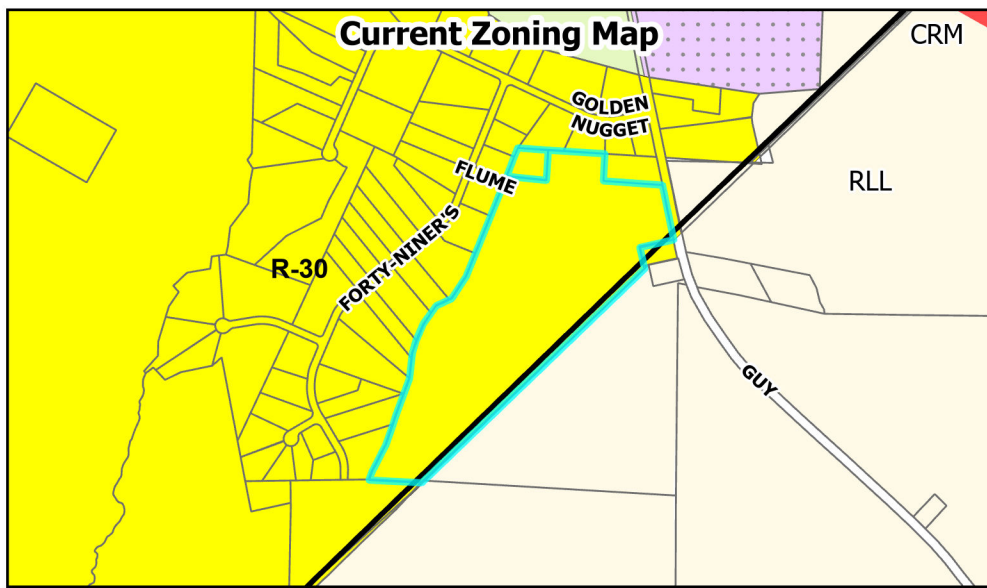 Current Zoning Map
CRM
GOLDEN
NUGGET
FLUME
RLL
FORTY-NINER'S
R-30
GUY